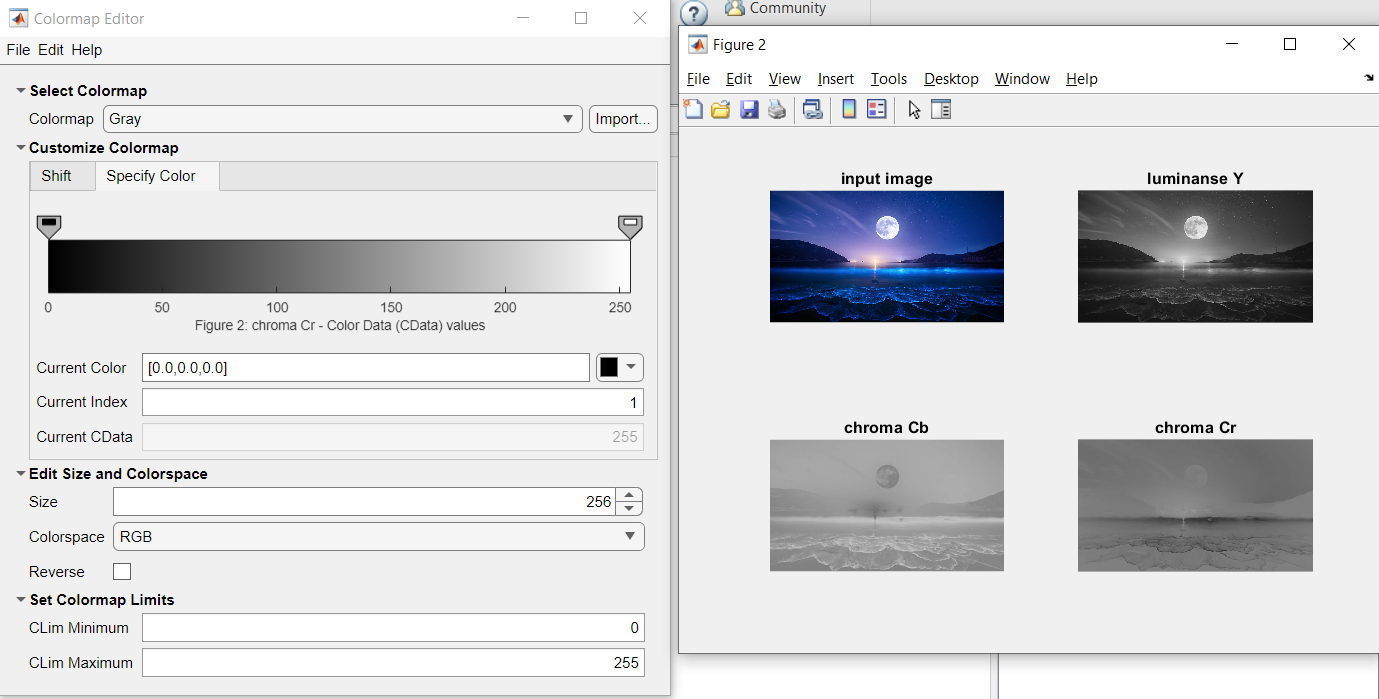 Colormap Editor
File Edit Help
Select Colormap
Colormap Gray Import...
Customize Colormap
Shift Specify Color
0 50 100 150 200 250
Figure 2: chroma Cr - Color Data (CData) values
Current Color [0.0,0.0,0.0]
Current Index 1
Current CData 255
Edit Size and Colorspace
Size 256
Colorspace RGB
Reverse
Set Colormap Limits
CLim Minimum 0
CLim Maximum 255
? Community
Figure 2
File Edit View Insert Tools Desktop Window Help
input image luminanse Y
chroma Cb chroma Cr